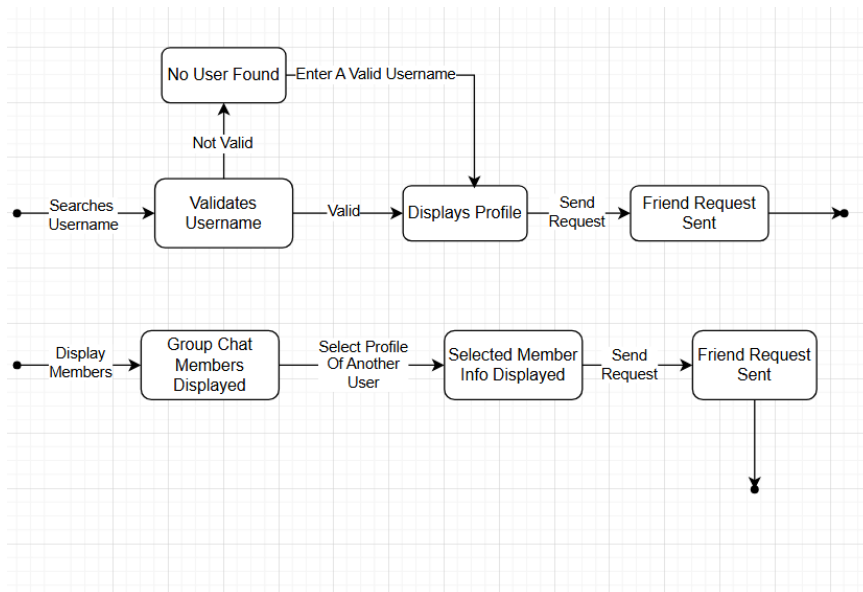 No User Found
Enter A Valid Username
Not Valid
Searches
Username
Validates
Username
Valid
Displays Profile
Send
Request
Friend Request
Sent
Display
Members
Group Chat
Members
Displayed
Select Profile
Of Another
User
Selected Member
Info Displayed
Send
Request
Friend Request
Sent